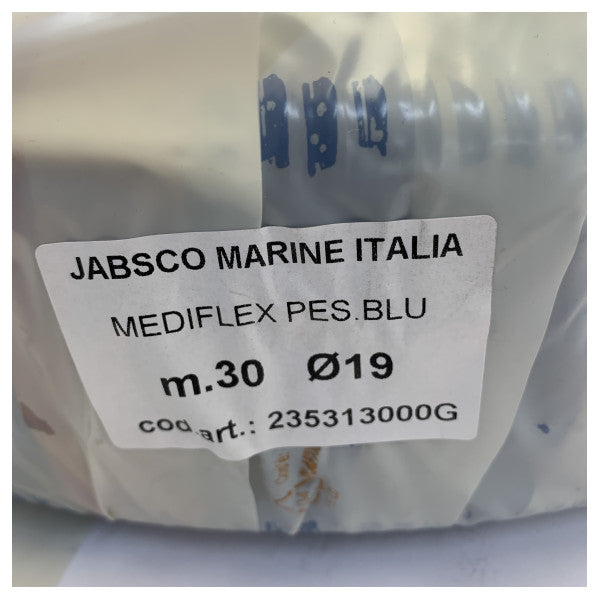 JABSCO MARINE ITALIA
MEDIFLEX PES.BLU
m.30 Ø19
cod.art.: 235313000G